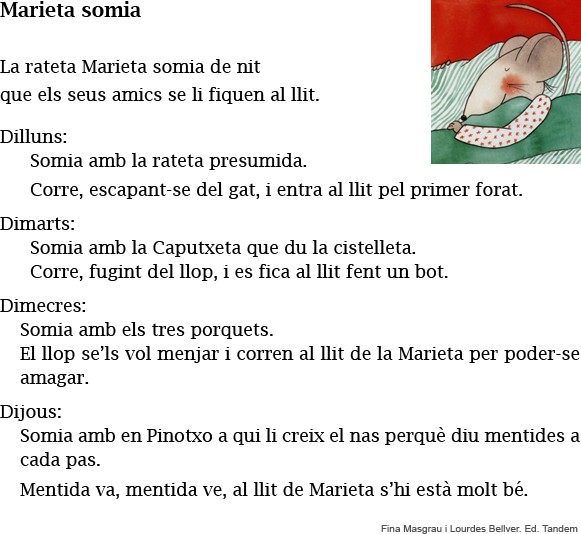 Marieta somia
La rateta Marieta somia de nit
que els seus amics se li fiquen al llit.
Dilluns:
Somia amb la rateta presumida.
Corre, escapant-se del gat, i entra al llit pel primer forat.
Dimarts:
Somia amb la Caputxeta que du la cistelleta.
Corre, fugint del llop, i es fica al llit fent un bot.
Dimecres:
Somia amb els tres porquets.
El llop se’ls vol menjar i corren al llit de la Marieta per poder-se
amagar.
Dijous:
Somia amb en Pinotxo a qui li creix el nas perquè diu mentides a
cada pas.
Mentida va, mentida ve, al llit de Marieta s’hi està molt bé.
Fina Masgrau i Lourdes Bellver. Ed. Tandem